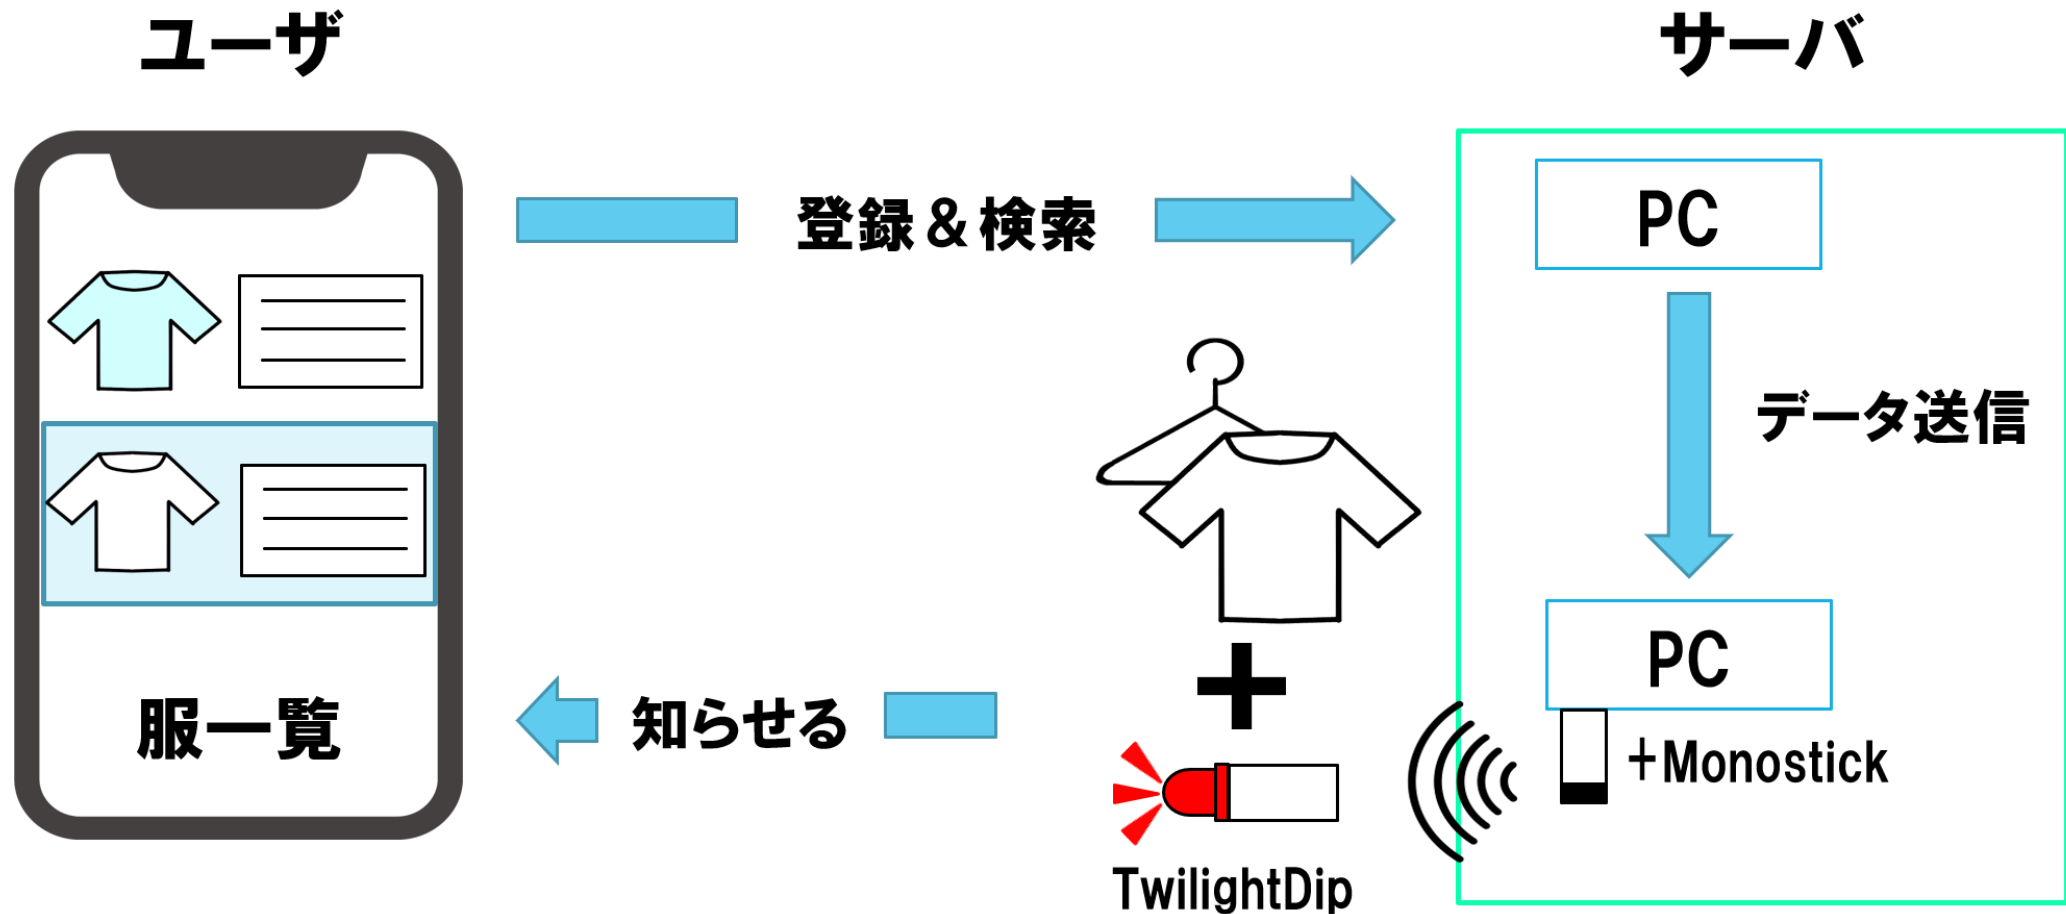 ユーザ
サーバ
登録&検索
PC
データ送信
PC
服一覧
知らせる
+Monostick
TwilightDip